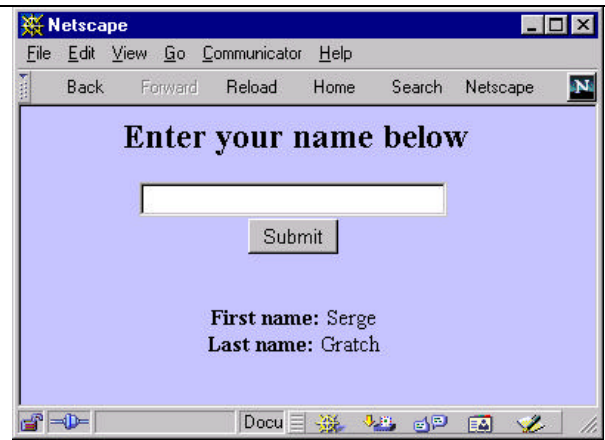 Netscape
File Edit View Go Communicator Help
Back Forward Reload Home Search Netscape N
Enter your name below
Submit
First name: Serge
Last name: Gratch
Docu